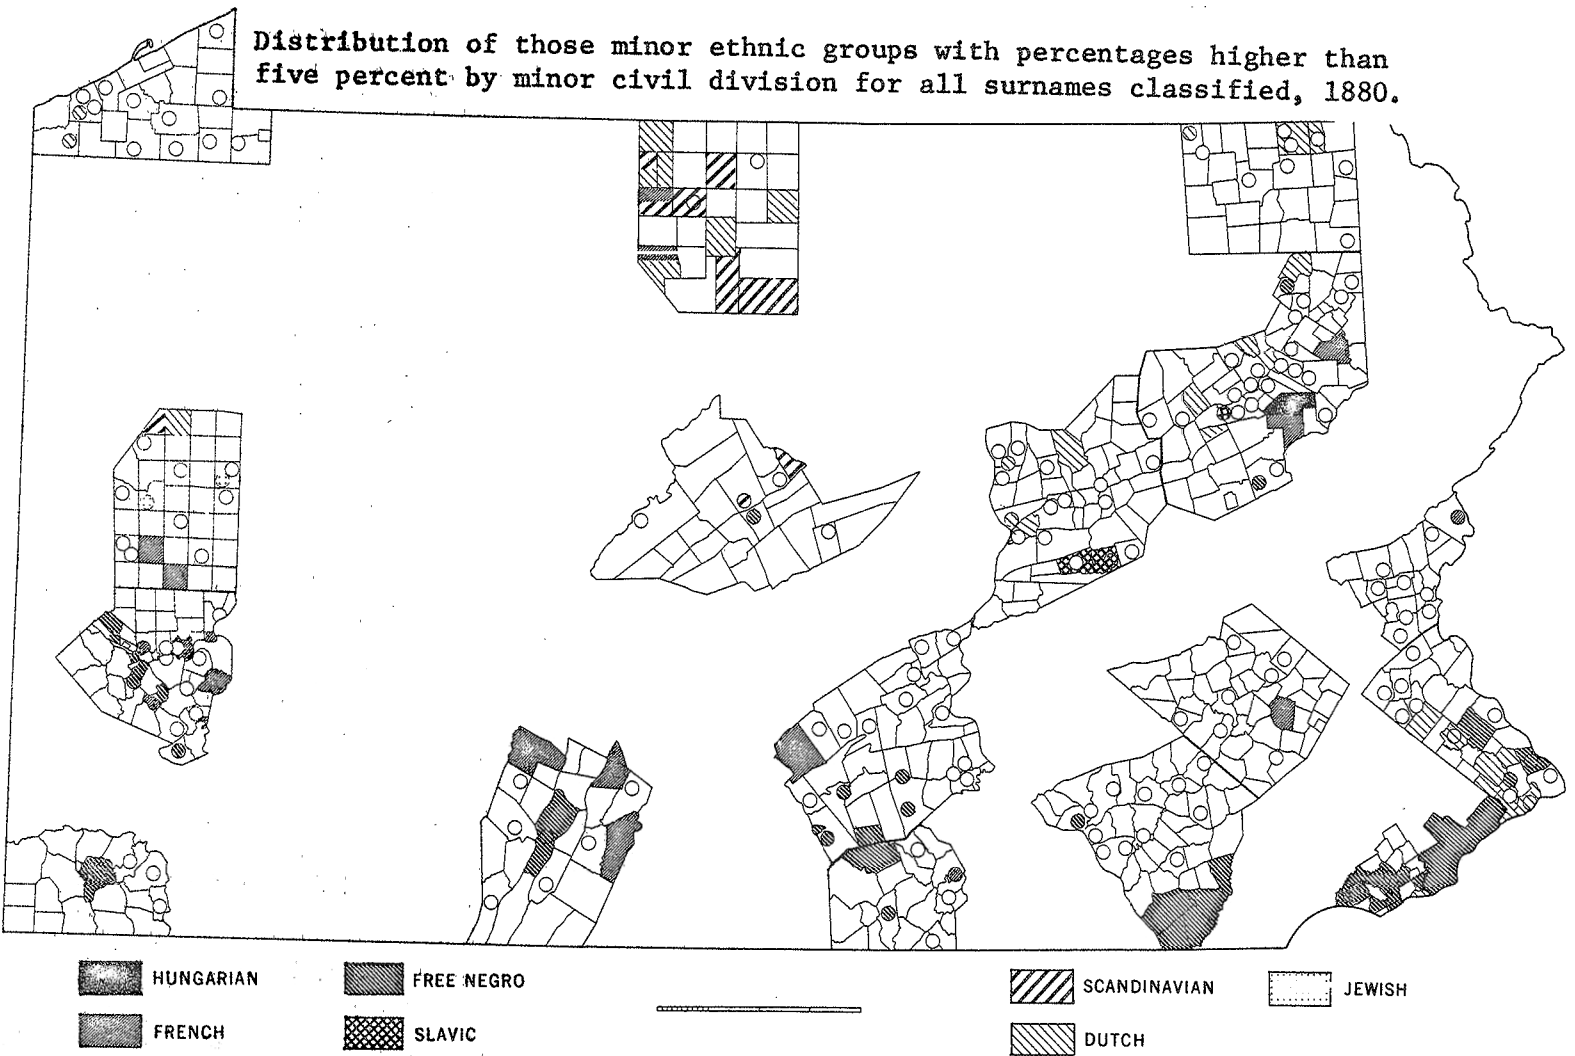 Distribution of those minor ethnic groups with percentages higher than
five percent by minor civil division for all surnames classified, 1880.
HUNGARIAN
FREE NEGRO
SCANDINAVIAN
JEWISH
FRENCH
SLAVIC
DUTCH